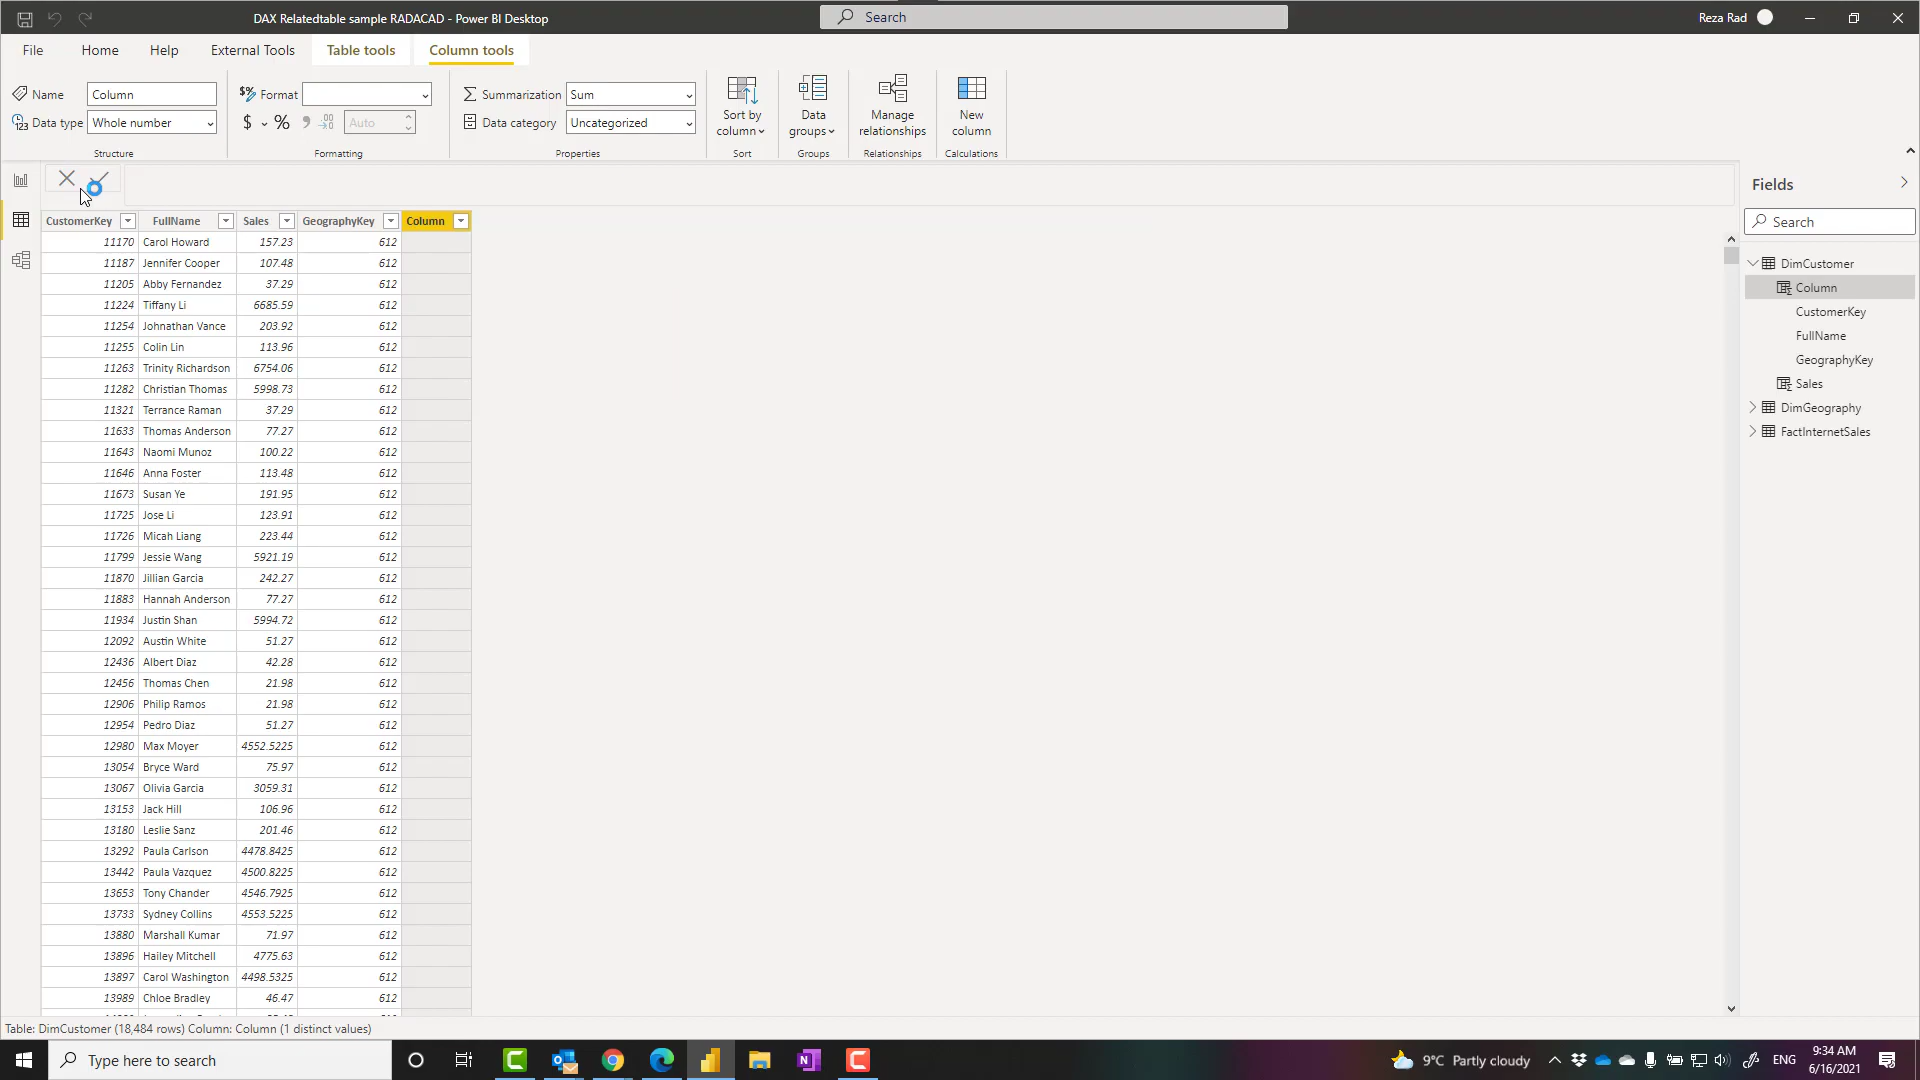 DAX Relatedtable sample RADACAD - Power BI Desktop
Search
Reza Rad
File Home Help External Tools Table tools Column tools
Name Column
Format
Summarization Sum
Sort by column
Data groups
Manage relationships
New column
Data type Whole number
$ % Auto
Data category Uncategorized
Structure Formatting Properties Sort Groups Relationships Calculations
CustomerKey FullName Sales GeographyKey Column
11170 Carol Howard 157.23 612
11187 Jennifer Cooper 107.48 612
11205 Abby Fernandez 37.29 612
11224 Tiffany Li 6685.59 612
11254 Johnathan Vance 203.92 612
11255 Colin Lin 113.96 612
11263 Trinity Richardson 6754.06 612
11282 Christian Thomas 5998.73 612
11321 Terrance Raman 37.29 612
11633 Thomas Anderson 77.27 612
11643 Naomi Munoz 100.22 612
11646 Anna Foster 113.48 612
11673 Susan Ye 191.95 612
11725 Jose Li 123.91 612
11726 Micah Liang 223.44 612
11799 Jessie Wang 5921.19 612
11870 Jillian Garcia 242.27 612
11883 Hannah Anderson 77.27 612
11934 Justin Shan 5994.72 612
12092 Austin White 51.27 612
12436 Albert Diaz 42.28 612
12456 Thomas Chen 21.98 612
12906 Philip Ramos 21.98 612
12954 Pedro Diaz 51.27 612
12980 Max Moyer 4552.5225 612
13054 Bryce Ward 75.97 612
13067 Olivia Garcia 3059.31 612
13153 Jack Hill 106.96 612
13180 Leslie Sanz 201.46 612
13292 Paula Carlson 4478.8425 612
13442 Paula Vazquez 4500.8225 612
13653 Tony Chander 4546.7925 612
13733 Sydney Collins 4553.5225 612
13880 Marshall Kumar 71.97 612
13896 Hailey Mitchell 4775.63 612
13897 Carol Washington 4498.5325 612
13989 Chloe Bradley 46.47 612
Fields
Search
DimCustomer
Column
CustomerKey
FullName
GeographyKey
Sales
DimGeography
FactInternetSales
Table: DimCustomer (18,484 rows) Column: Column (1 distinct values)
Type here to search
9°C Partly cloudy
ENG
9:34 AM
6/16/2021